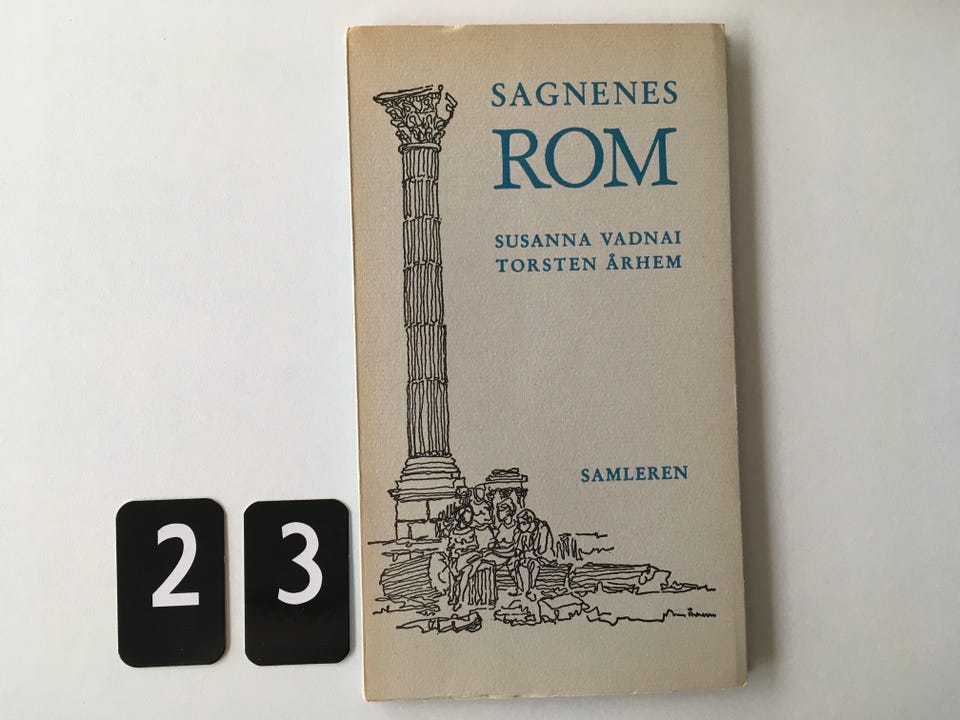 SAGNENES
ROM
SUSANNA VADNAI
TORSTEN ÅRHEM
SAMLEREN
2 3